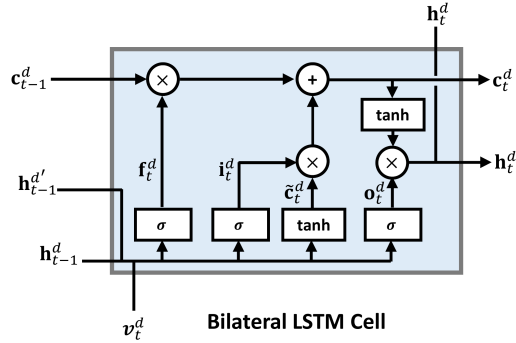 h_t^d
c_{t-1}^d
×
+
c_t^d
tanh
f_t^d
i_t^d
×
c̃_t^d
o_t^d
×
h_t^d
h_{t-1}^{d'}
σ
σ
tanh
σ
h_{t-1}^d
v_t^d
Bilateral LSTM Cell